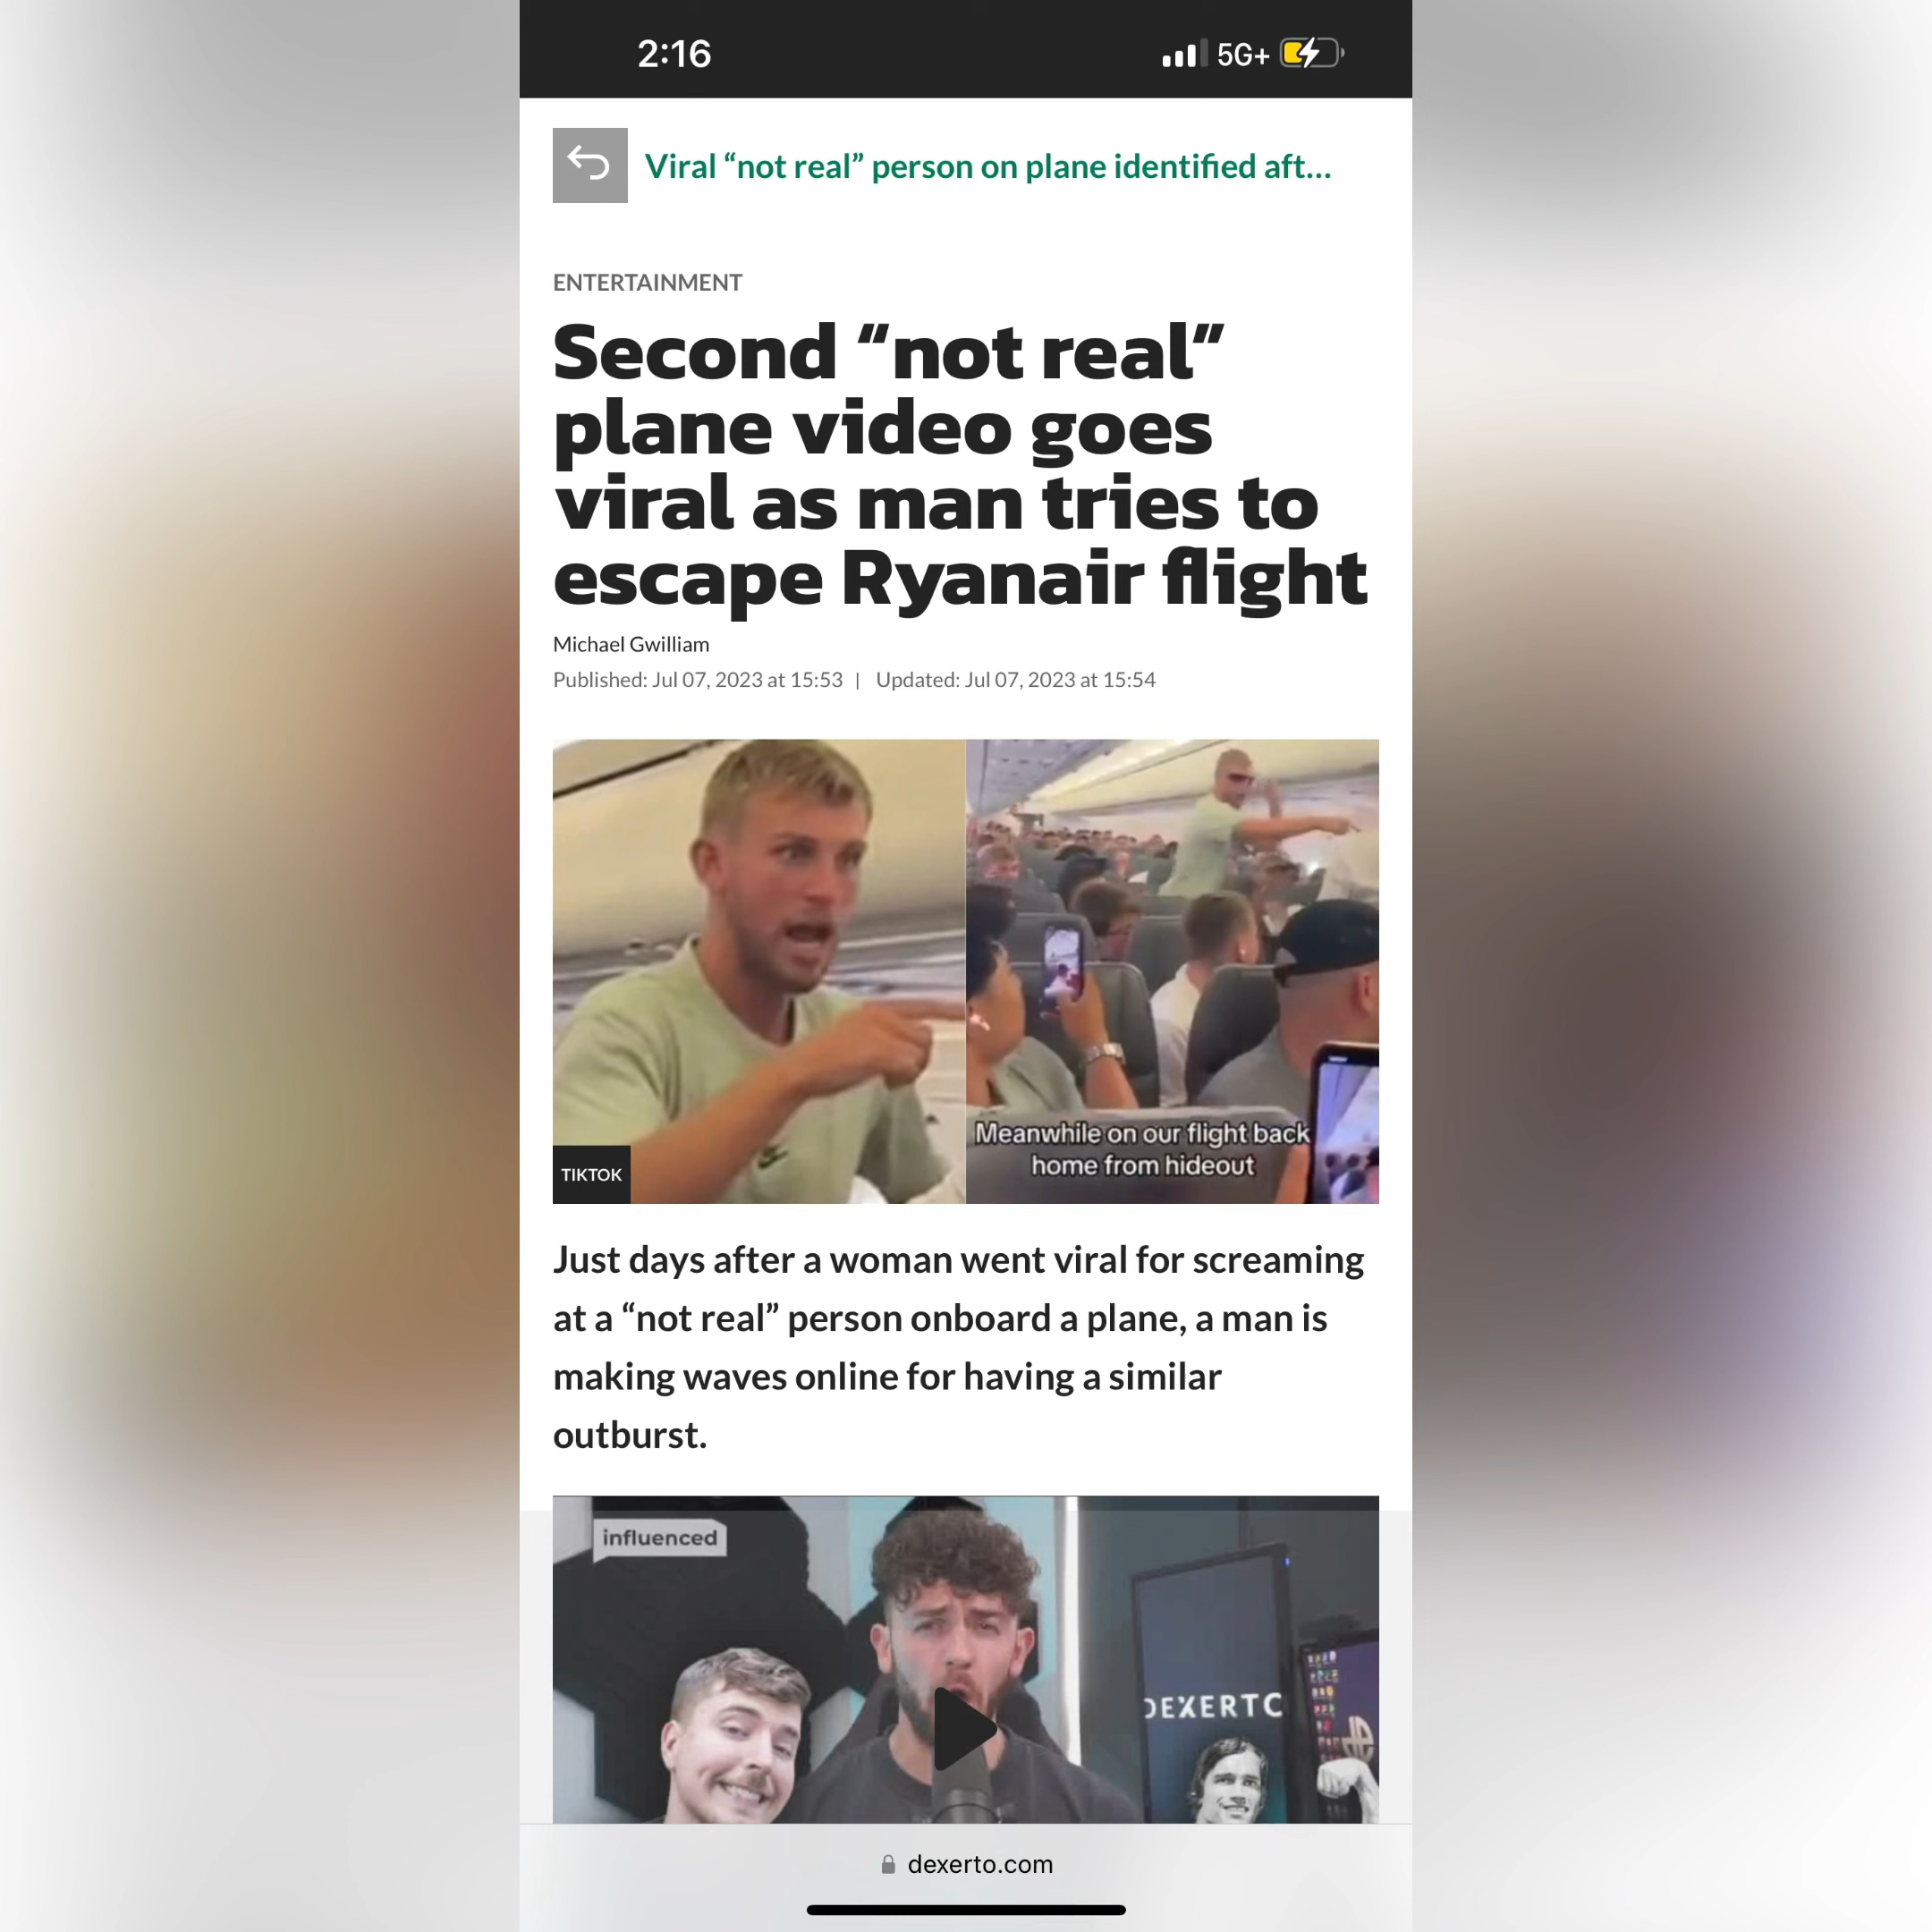 2:16
5G+
Viral “not real” person on plane identified aft...
ENTERTAINMENT
Second “not real”
plane video goes
viral as man tries to
escape Ryanair flight
Michael Gwilliam
Published: Jul 07, 2023 at 15:53 | Updated: Jul 07, 2023 at 15:54
Meanwhile on our flight back
home from hideout
TIKTOK
Just days after a woman went viral for screaming
at a “not real” person onboard a plane, a man is
making waves online for having a similar
outburst.
influenced
DEXERTO
dexerto.com